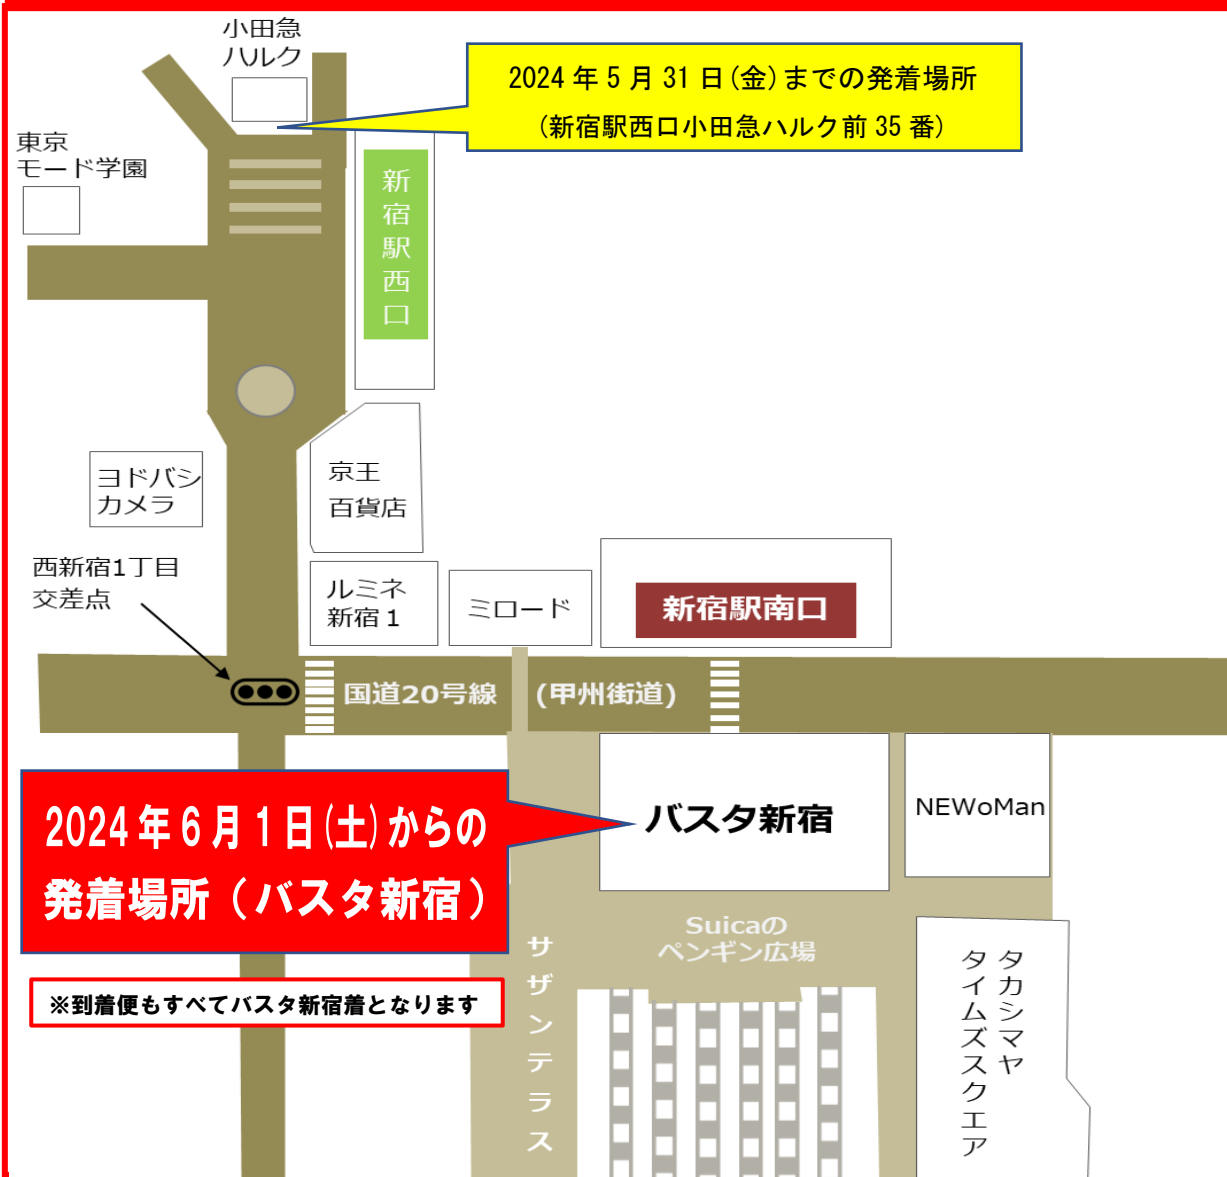 小田急
ハルク
2024年5月31日(金)までの発着場所
(新宿駅西口小田急ハルク前35番)
東京
モード学園
新宿駅西口
ヨドバシ
カメラ
京王
百貨店
西新宿1丁目
交差点
ルミネ
新宿1
ミロード
新宿駅南口
国道20号線 (甲州街道)
2024年6月1日(土)からの
発着場所(バスタ新宿)
バスタ新宿
NEWoMan
Suicaの
ペンギン広場
サザンテラス
タカシマヤ
タイムズスクエア
※到着便もすべてバスタ新宿着となります